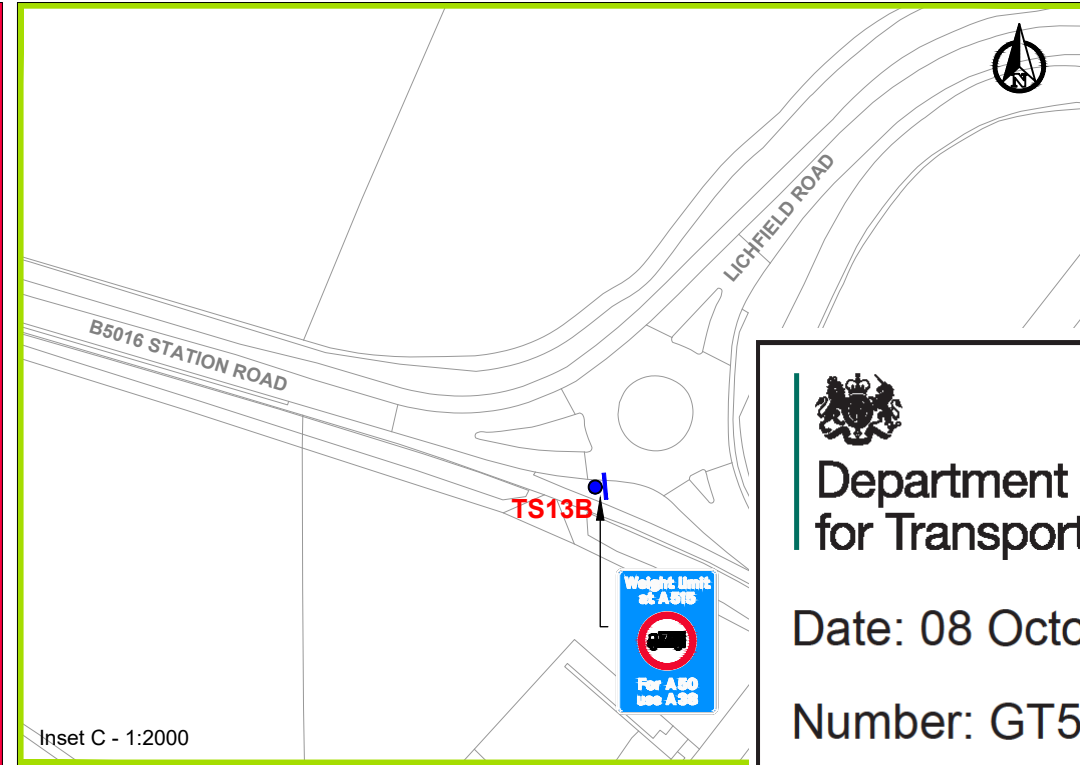 N
LICHFIELD ROAD
B5016 STATION ROAD
TS13B
Weight limit
at A515
For A50
use A38
Inset C - 1:2000
Department
for Transport
Date: 08 Octo
Number: GT5